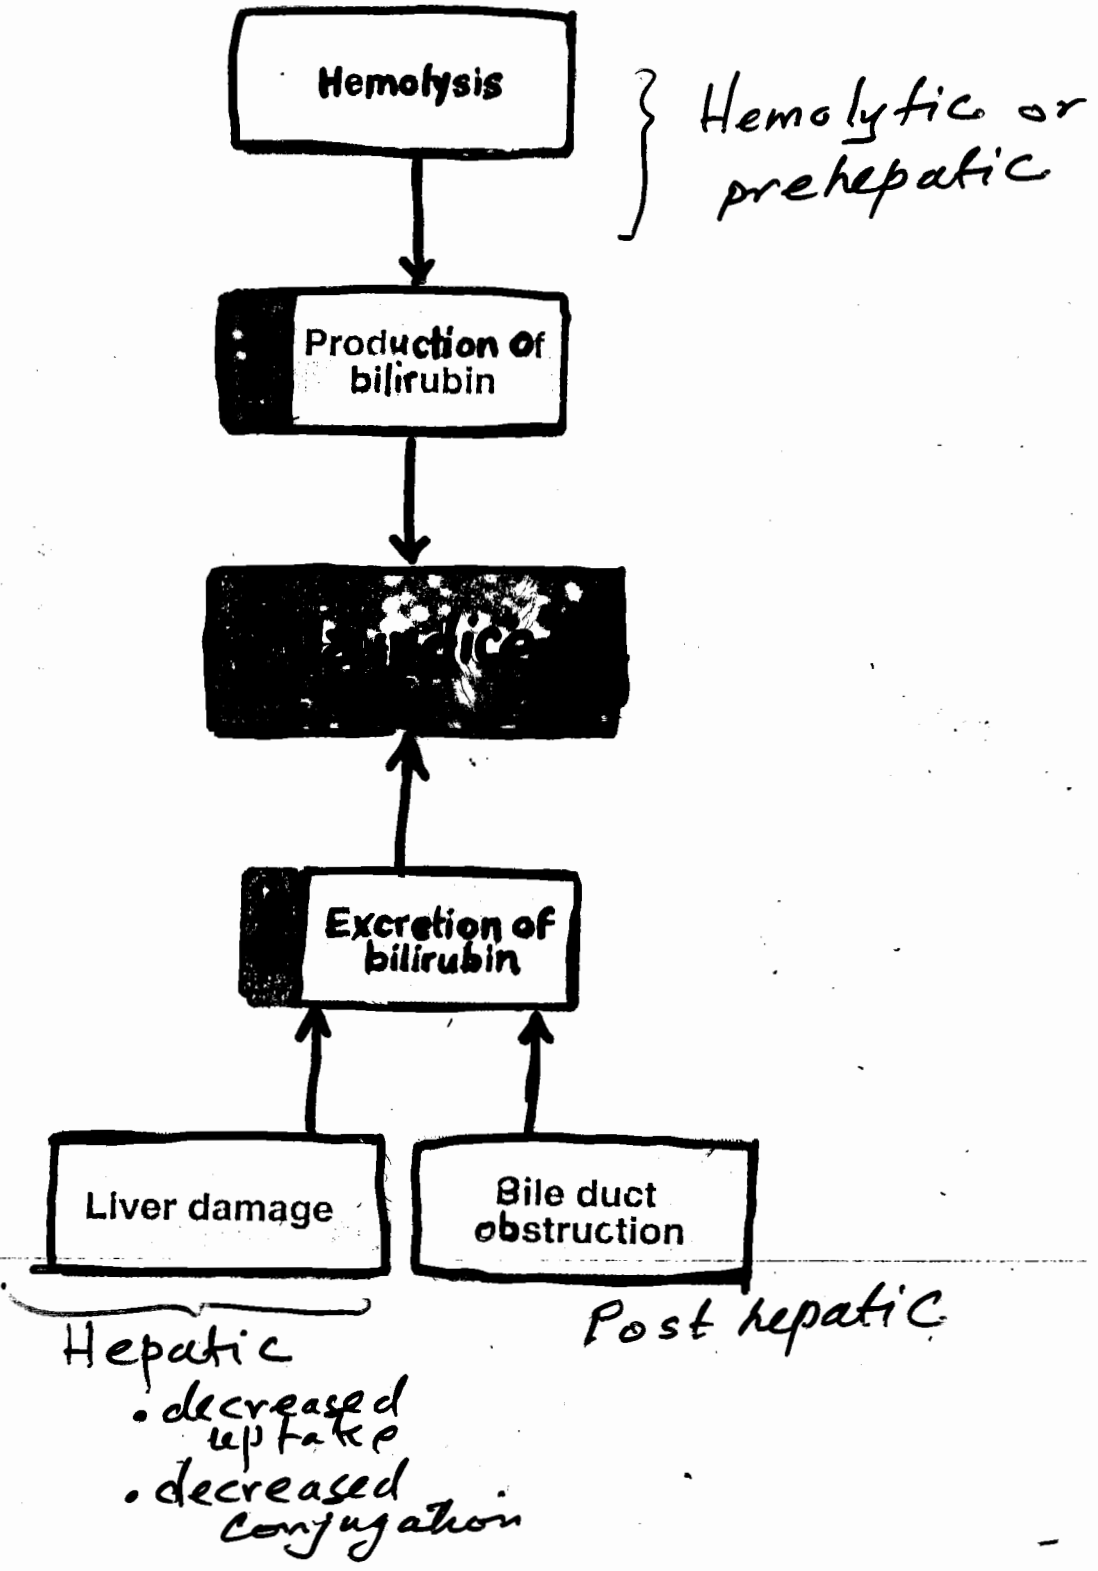 Hemolysis
Hemolytic or
prehepatic
Production of
bilirubin
Excretion of
bilirubin
Liver damage
Bile duct
obstruction
Hepatic
• decreased
uptake
• decreased
conjugation
Post hepatic